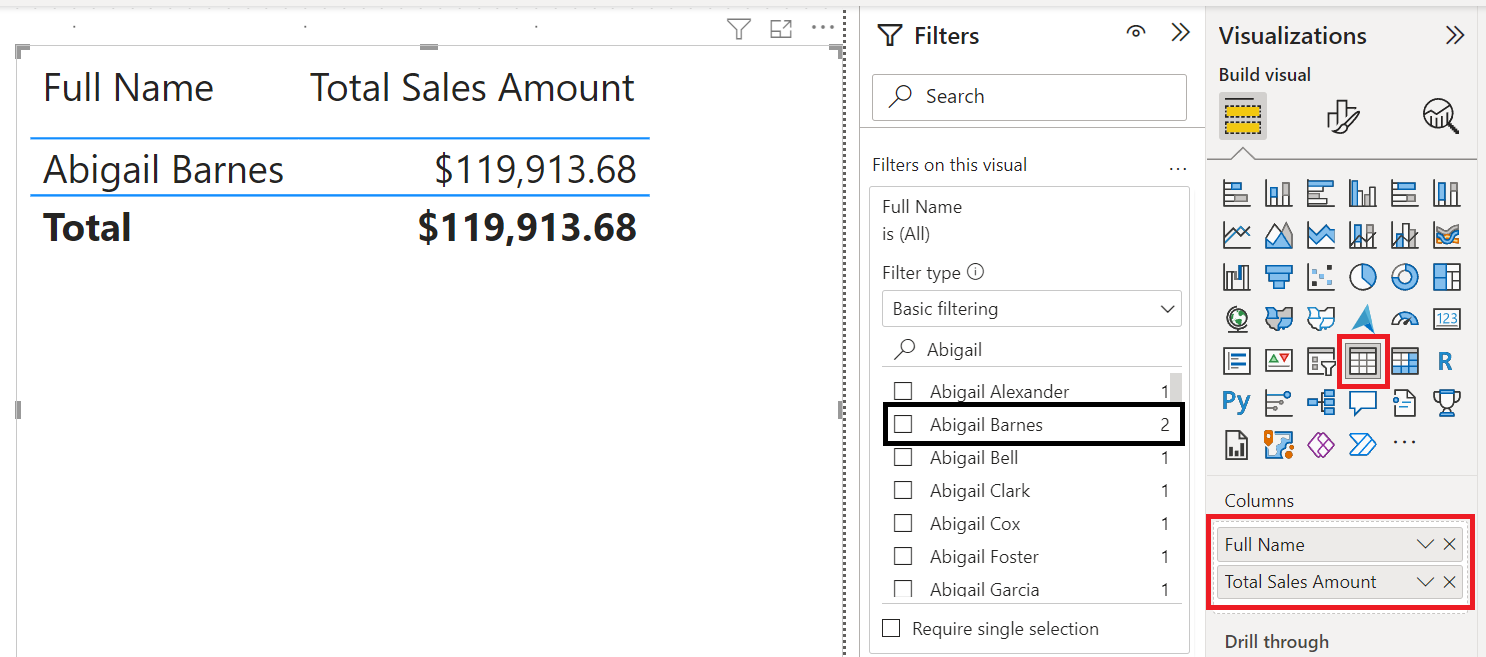 Full Name Total Sales Amount
Abigail Barnes $119,913.68
Total $119,913.68
Filters
Search
Filters on this visual
...
Full Name
is (All)
Filter type
Basic filtering
Abigail
Abigail Alexander 1
Abigail Barnes 2
Abigail Bell 1
Abigail Clark 1
Abigail Cox 1
Abigail Foster 1
Abigail Garcia 1
Require single selection
Visualizations
Build visual
123
R
Py
...
Columns
Full Name
Total Sales Amount
Drill through